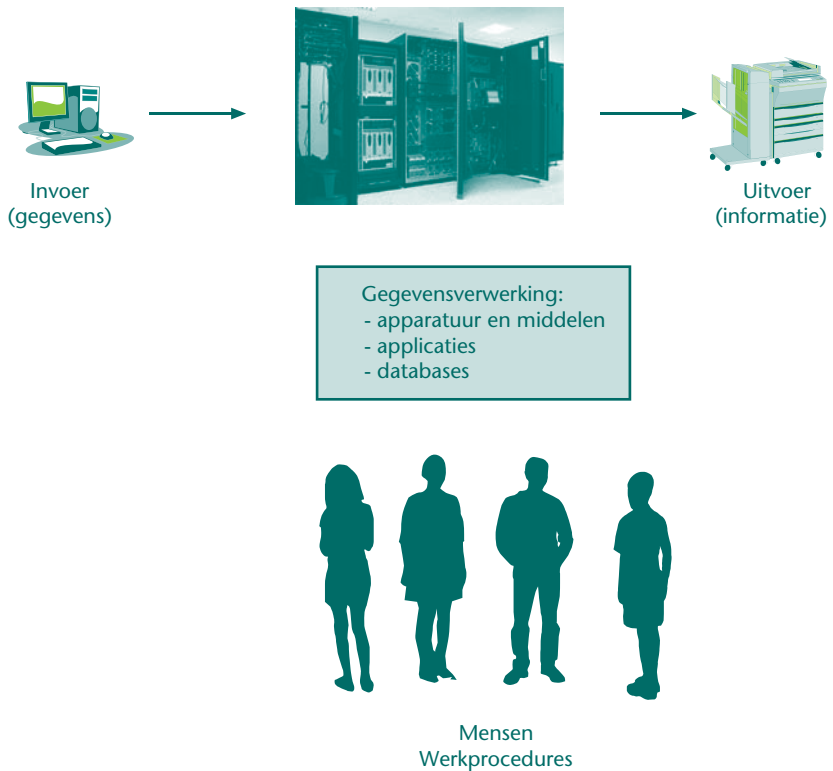 Invoer
(gegevens)
Uitvoer
(informatie)
Gegevensverwerking:
- apparatuur en middelen
- applicaties
- databases
Mensen
Werkprocedures